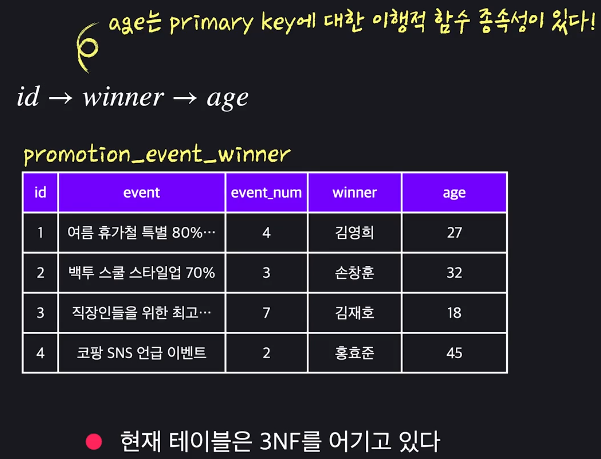 age는 primary key에 대한 이행적 함수 종속성이 있다!
id → winner → age
promotion_event_winner
id event event_num winner age
1 여름 휴가철 특별 80%⋯ 4 김영희 27
2 백투 스쿨 스타일업 70% 3 손창훈 32
3 직장인들을 위한 최고⋯ 7 김재호 18
4 코팡 SNS 언급 이벤트 2 홍효준 45
● 현재 테이블은 3NF를 어기고 있다